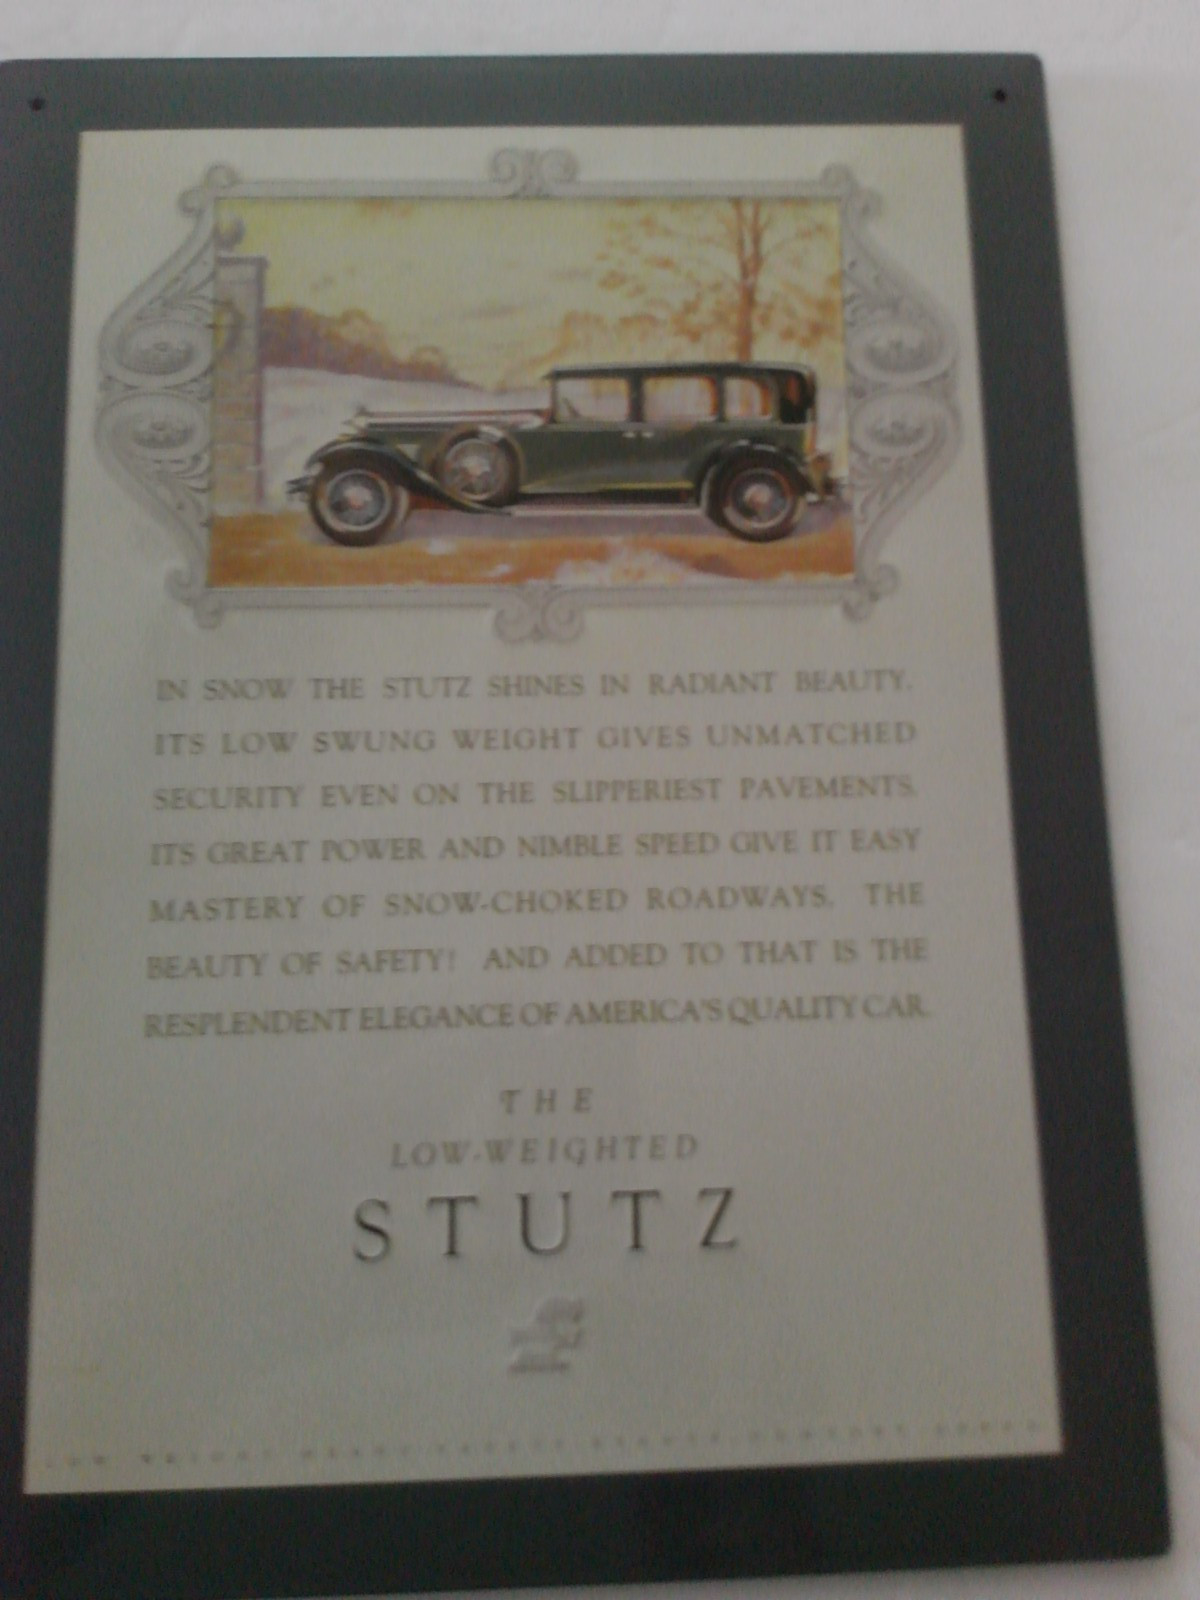 IN SNOW THE STUTZ SHINES IN RADIANT BEAUTY.
ITS LOW SWUNG WEIGHT GIVES UNMATCHED
SECURITY EVEN ON THE SLIPPERIEST PAVEMENTS.
ITS GREAT POWER AND NIMBLE SPEED GIVE IT EASY
MASTERY OF SNOW-CHOKED ROADWAYS. THE
BEAUTY OF SAFETY! AND ADDED TO THAT IS THE
RESPLENDENT ELEGANCE OF AMERICA'S QUALITY CAR.
THE
LOW-WEIGHTED
STUTZ